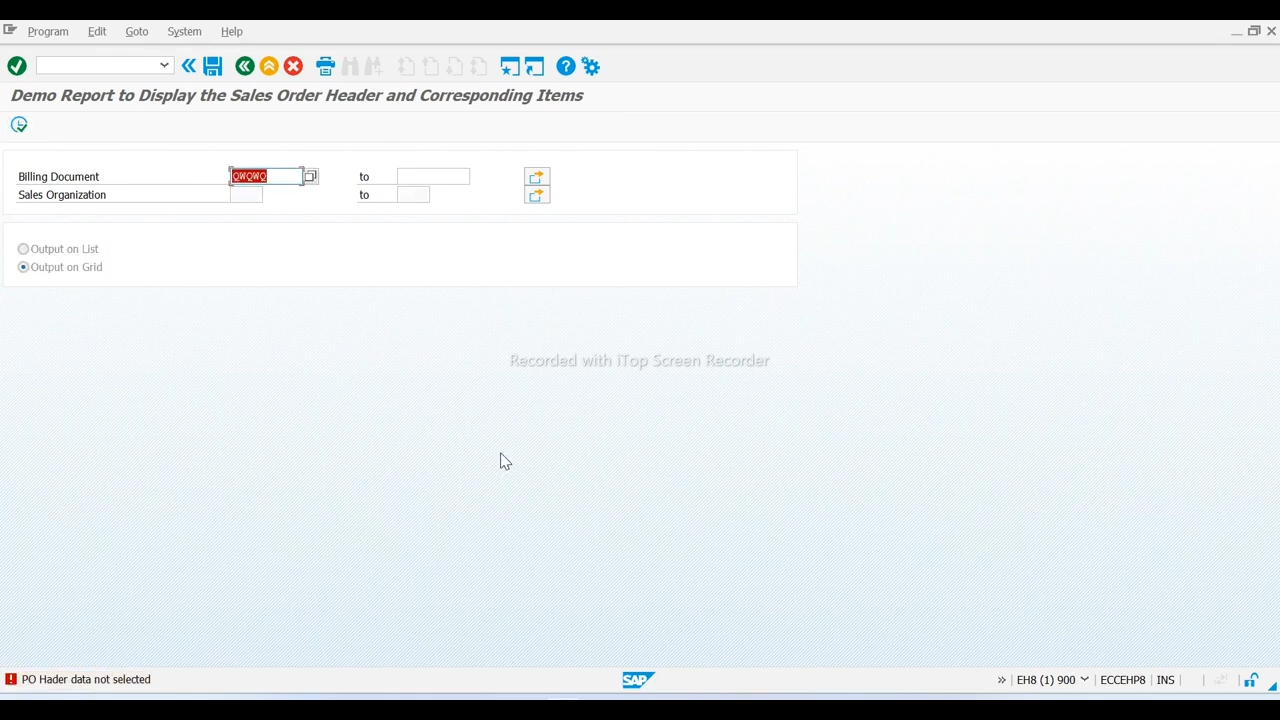 Program Edit Goto System Help
Demo Report to Display the Sales Order Header and Corresponding Items
Billing Document QWQWQ to
Sales Organization to
Output on List
Output on Grid
Recorded with iTop Screen Recorder
PO Hader data not selected SAP » EH8 (1) 900 ECCEHP8 INS